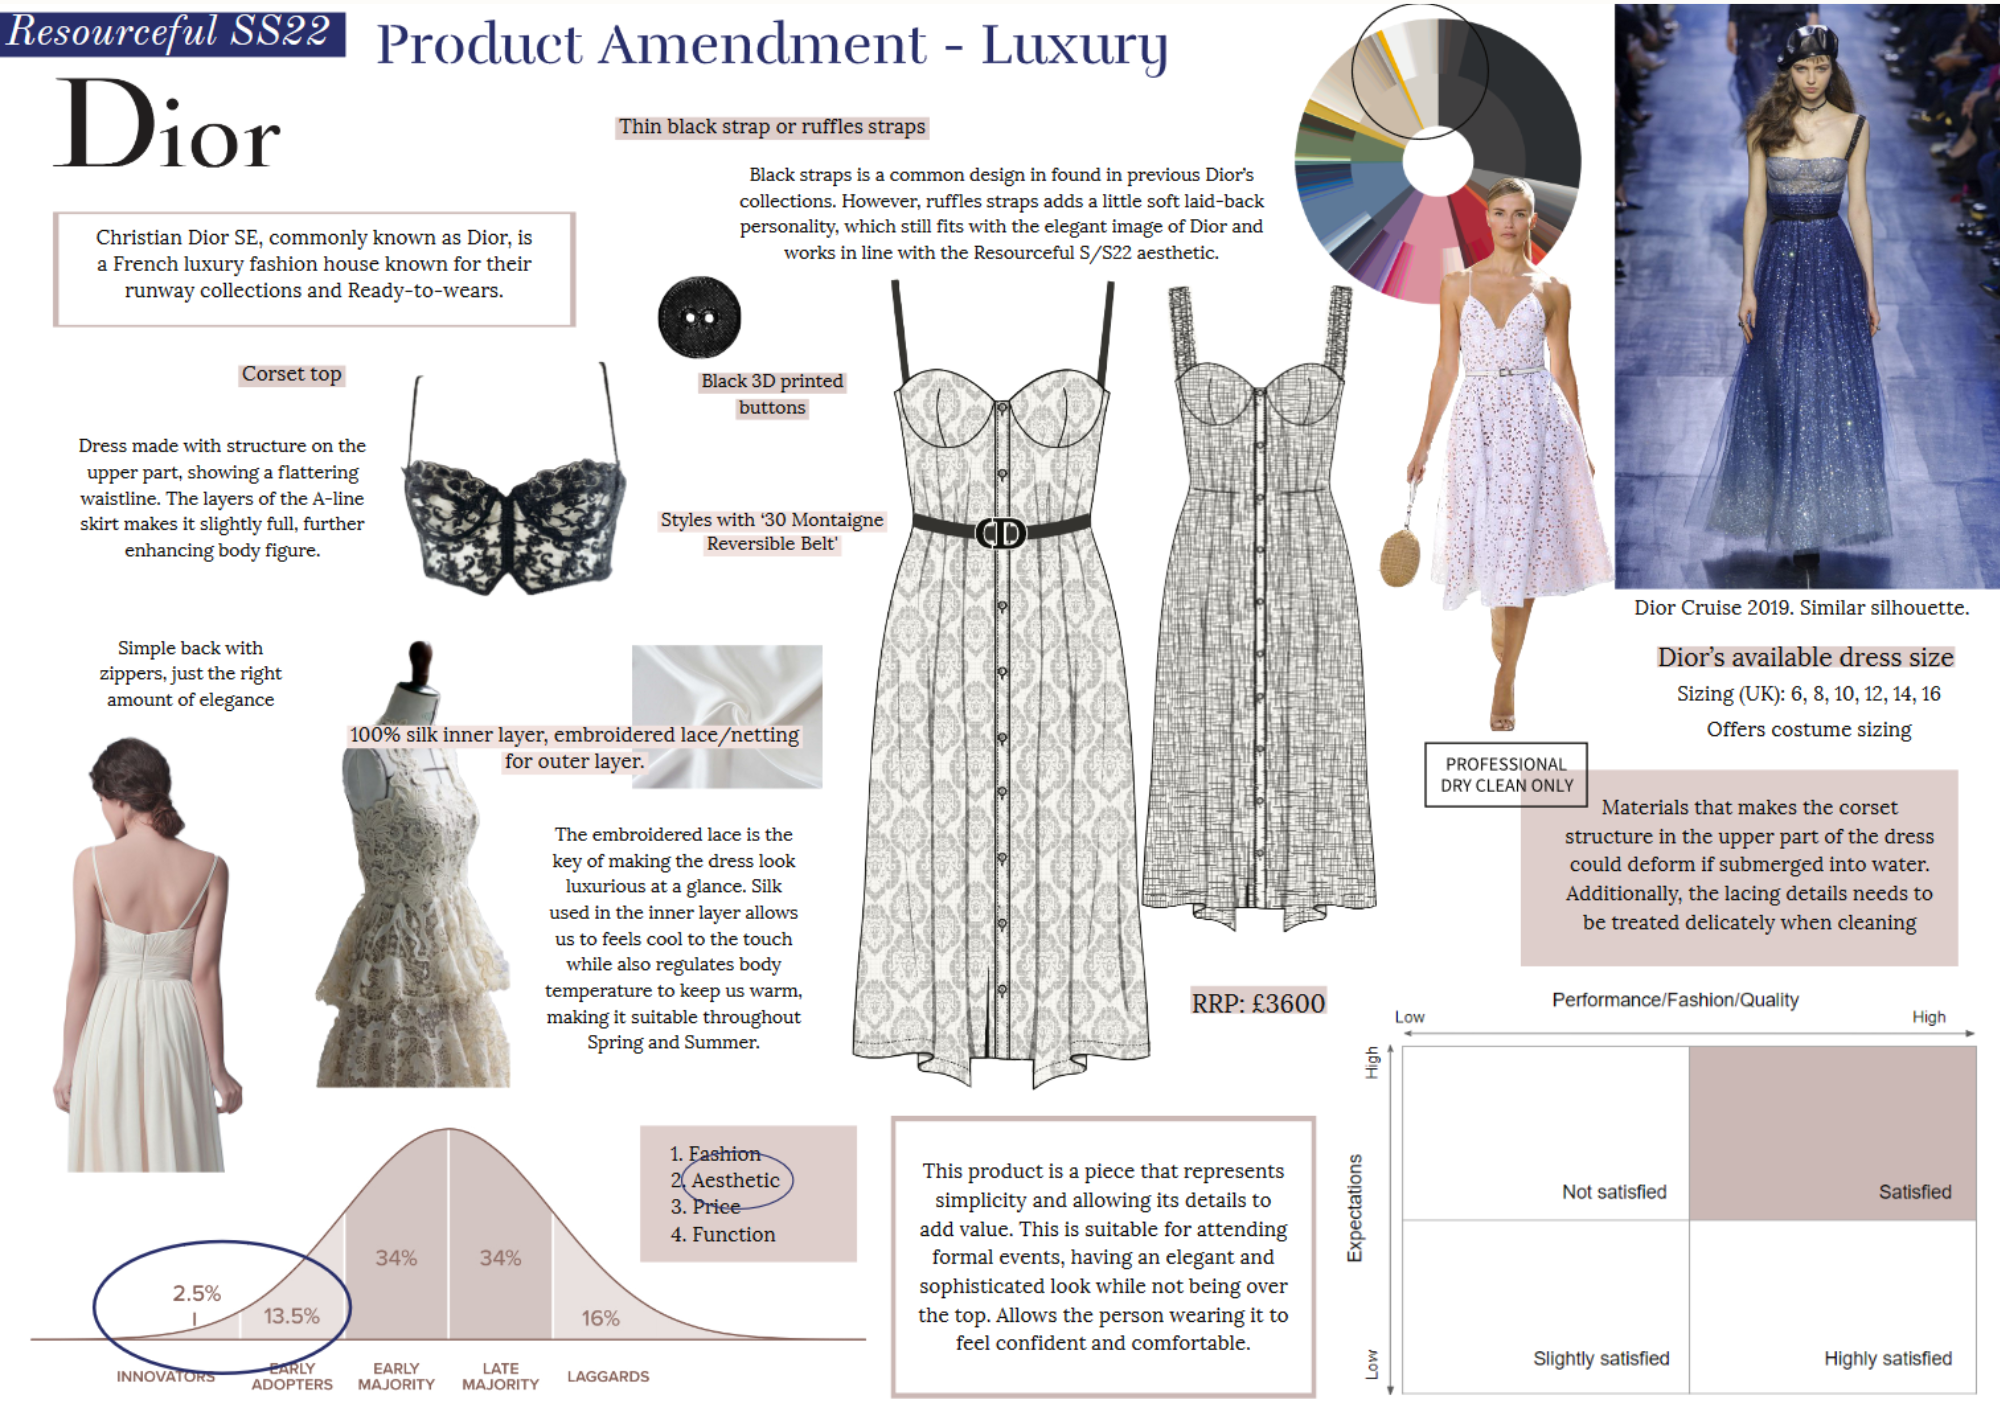 Resourceful SS22
Product Amendment - Luxury
Dior
Christian Dior SE, commonly known as Dior, is
a French luxury fashion house known for their
runway collections and Ready-to-wears.
Thin black strap or ruffles straps
Black straps is a common design in found in previous Dior's
collections. However, ruffles straps adds a little soft laid-back
personality, which still fits with the elegant image of Dior and
works in line with the Resourceful S/S22 aesthetic.
Corset top
Dress made with structure on the
upper part, showing a flattering
waistline. The layers of the A-line
skirt makes it slightly full, further
enhancing body figure.
Black 3D printed
buttons
Styles with '30 Montaigne
Reversible Belt'
CD
Simple back with
zippers, just the right
amount of elegance
100% silk inner layer, embroidered lace/netting
for outer layer.
The embroidered lace is the
key of making the dress look
luxurious at a glance. Silk
used in the inner layer allows
us to feels cool to the touch
while also regulates body
temperature to keep us warm,
making it suitable throughout
Spring and Summer.
Dior Cruise 2019. Similar silhouette.
Dior's available dress size
Sizing (UK): 6, 8, 10, 12, 14, 16
Offers costume sizing
PROFESSIONAL
DRY CLEAN ONLY
Materials that makes the corset
structure in the upper part of the dress
could deform if submerged into water.
Additionally, the lacing details needs to
be treated delicately when cleaning
RRP: £3600
1. Fashion
2. Aesthetic
3. Price
4. Function
2.5%
13.5%
34%
34%
16%
INNOVATORS
EARLY
ADOPTERS
EARLY
MAJORITY
LATE
MAJORITY
LAGGARDS
This product is a piece that represents
simplicity and allowing its details to
add value. This is suitable for attending
formal events, having an elegant and
sophisticated look while not being over
the top. Allows the person wearing it to
feel confident and comfortable.
Performance/Fashion/Quality
Low
High
High
Expectations
Low
Not satisfied
Satisfied
Slightly satisfied
Highly satisfied